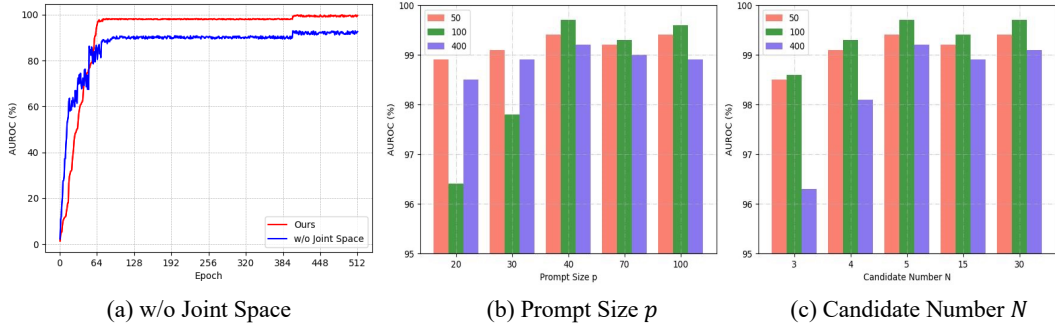 AUROC (%)
100
80
60
40
20
0
0 64 128 192 256 320 384 448 512
Epoch
Ours
w/o Joint Space
(a) w/o Joint Space
AUROC (%)
100
99
98
97
96
95
50
100
400
20 30 40 70 100
Prompt Size p
(b) Prompt Size p
AUROC (%)
100
99
98
97
96
95
50
100
400
3 4 5 15 30
Candidate Number N
(c) Candidate Number N